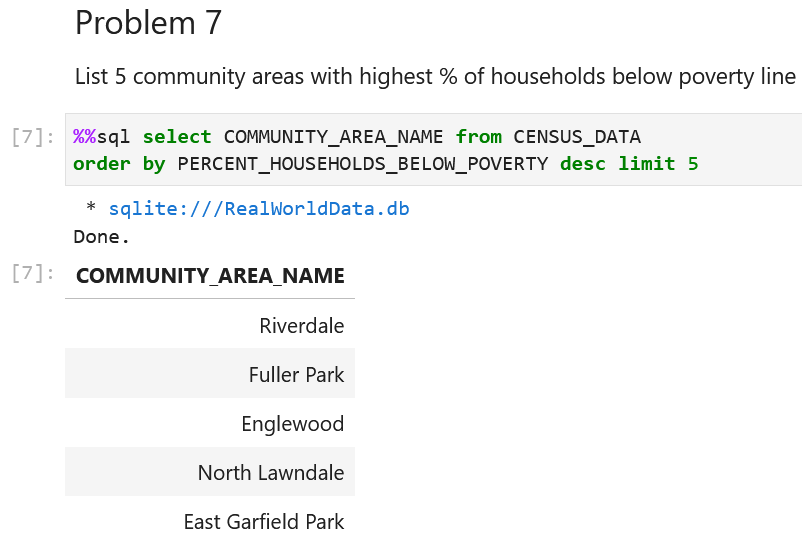 Problem 7
List 5 community areas with highest % of households below poverty line
[7]: %%sql select COMMUNITY_AREA_NAME from CENSUS_DATA
order by PERCENT_HOUSEHOLDS_BELOW_POVERTY desc limit 5
* sqlite:///RealWorldData.db
Done.
[7]: COMMUNITY_AREA_NAME
Riverdale
Fuller Park
Englewood
North Lawndale
East Garfield Park